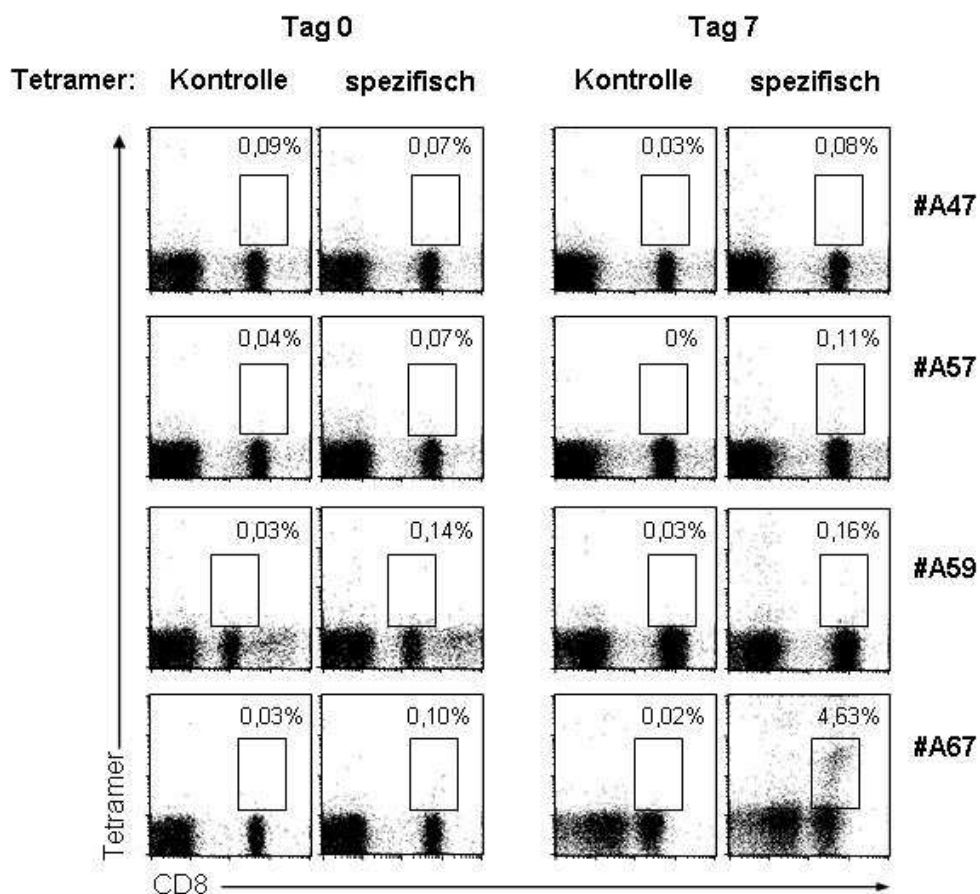 Tag 0 Tag 7
Tetramer: Kontrolle spezifisch Kontrolle spezifisch
0,09% 0,07% 0,03% 0,08%
#A47
0,04% 0,07% 0% 0,11%
#A57
0,03% 0,14% 0,03% 0,16%
#A59
0,03% 0,10% 0,02% 4,63%
#A67
Tetramer
CD8